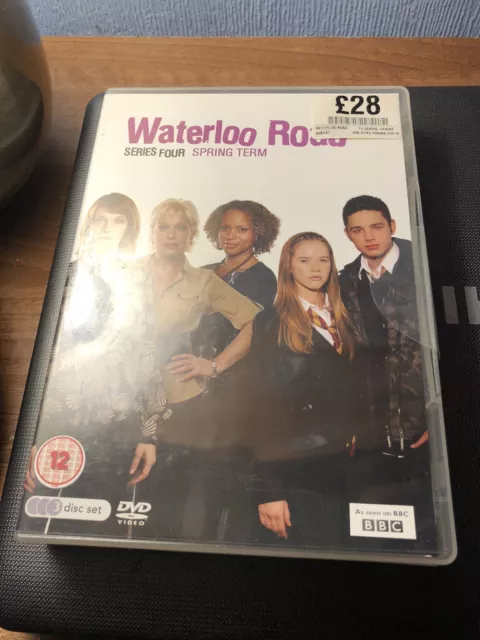 £28
Waterloo Road
SERIES FOUR SPRING TERM
12
3 disc set
DVD
VIDEO
As seen on BBC
BBC